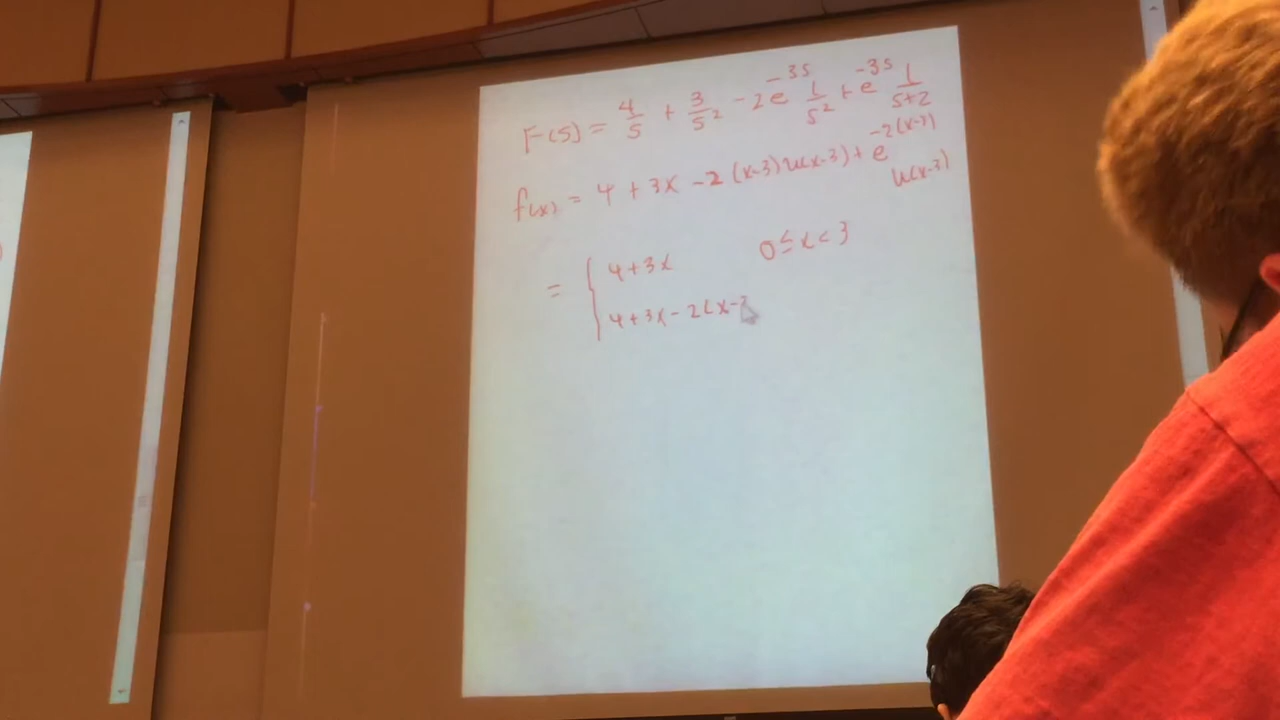 F(s) = 4/s + 3/s² - 2e^{-3s} 1/s² + e^{-3s} 1/(s+2)
f(x) = 4 + 3x - 2(x-3)u(x-3) + e^{-2(x-3)} u(x-3)
= { 4+3x 0≤x<3
4+3x-2(x-3